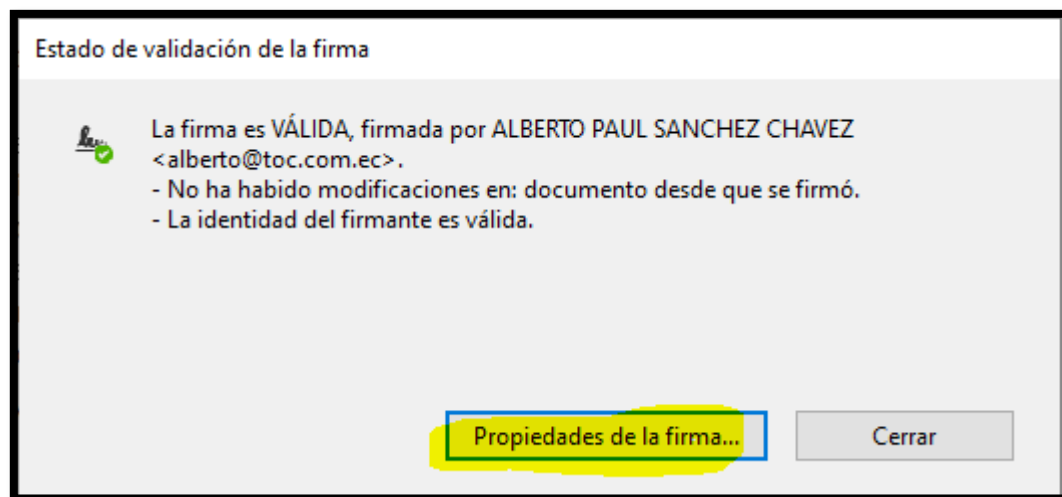 Estado de validación de la firma
La firma es VÁLIDA, firmada por ALBERTO PAUL SANCHEZ CHAVEZ
<alberto@toc.com.ec>.
- No ha habido modificaciones en: documento desde que se firmó.
- La identidad del firmante es válida.
Propiedades de la firma...
Cerrar